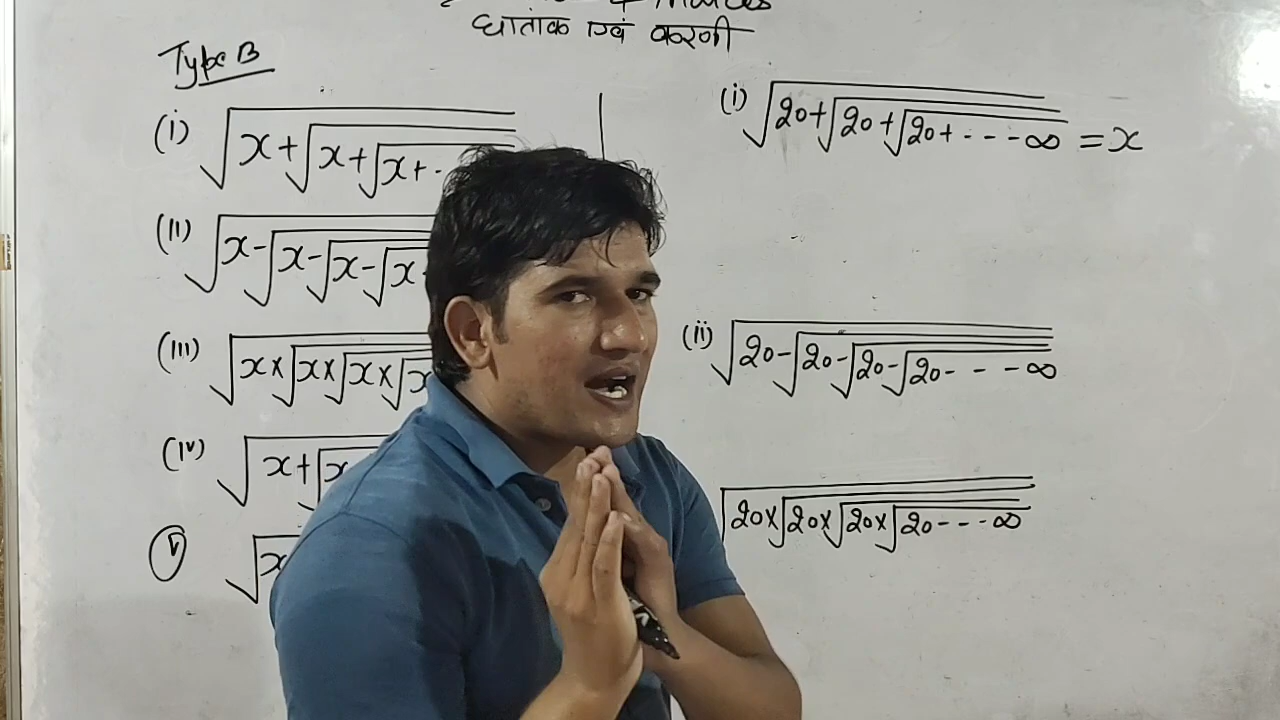 घातांक एवं करणी
Type B
(i) √x+√x+√x+-
(ii) √x-√x-√x-√x
(iii) √x×√x×√x×√x
(iv) √x+√x
(v) √x
(i) √20+√20+√20+---∞ = x
(ii) √20-√20-√20-√20---∞
√20×√20×√20×√20---∞